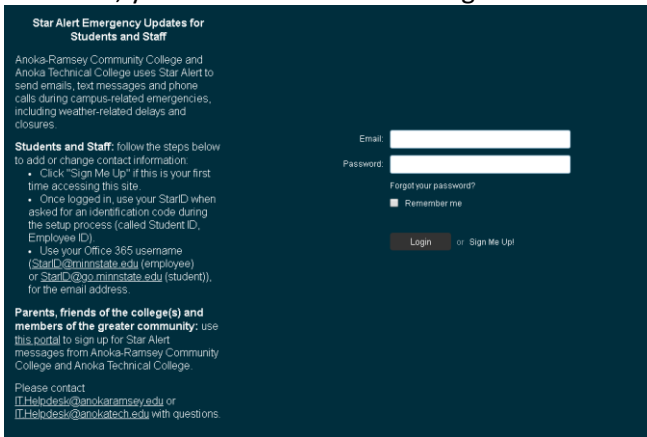 Star Alert Emergency Updates for
Students and Staff
Anoka-Ramsey Community College and
Anoka Technical College uses Star Alert to
send emails, text messages and phone
calls during campus-related emergencies,
including weather-related delays and
closures.
Students and Staff: follow the steps below
to add or change contact information:
• Click "Sign Me Up" if this is your first
time accessing this site.
• Once logged in, use your StarID when
asked for an identification code during
the setup process (called Student ID,
Employee ID).
• Use your Office 365 username
(StarID@minnstate.edu (employee)
or StarID@go.minnstate.edu (student)),
for the email address.
Parents, friends of the college(s) and
members of the greater community: use
this portal to sign up for Star Alert
messages from Anoka-Ramsey Community
College and Anoka Technical College.
Please contact
IT.Helpdesk@anokaramsey.edu or
IT.Helpdesk@anokatech.edu with questions.
Email:
Password:
Forgot your password?
Remember me
Login or Sign Me Up!